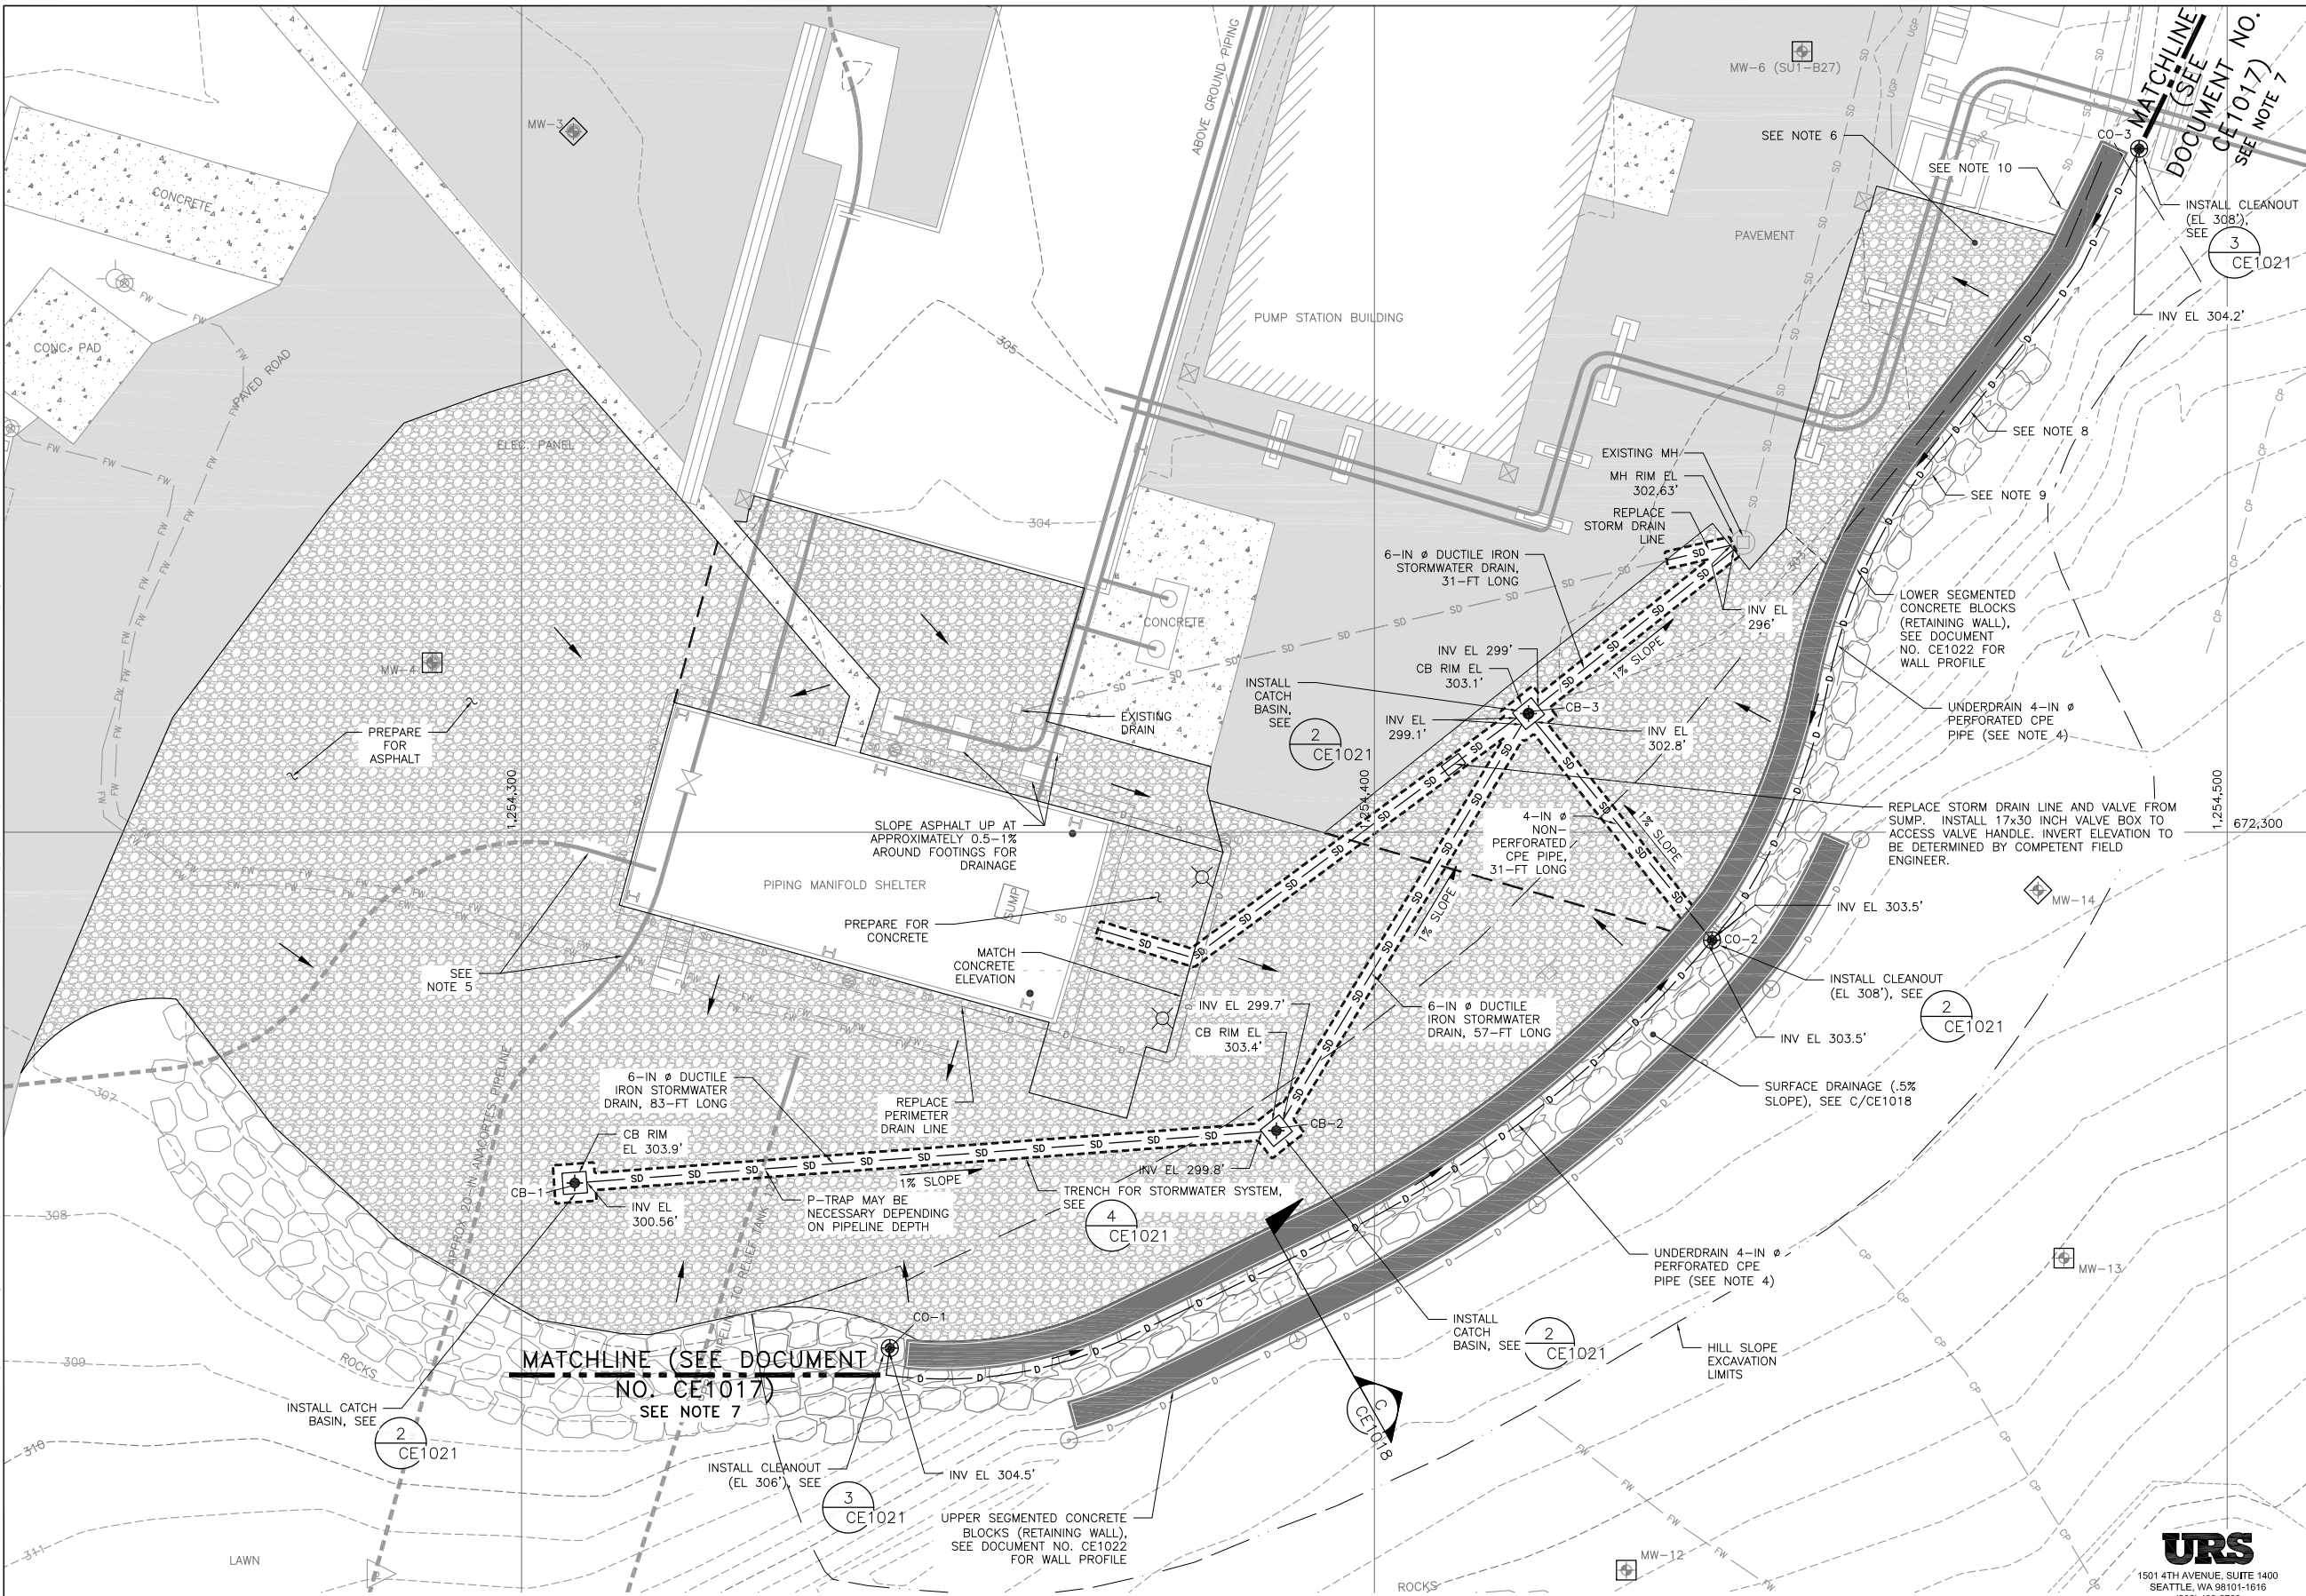 MATCHLINE
(SEE
DOCUMENT NO.
CE1017)
SEE NOTE 7
MW-6 (SU1-B27)
SEE NOTE 6
SEE NOTE 10
CO-3
INSTALL CLEANOUT
(EL 308'),
SEE
3
CE1021
INV EL 304.2'
ABOVE GROUND PIPING
MW-3
CONCRETE
CONC. PAD
PAVED ROAD
ELEC. PANEL
305
304
PUMP STATION BUILDING
PAVEMENT
UGP
UGP
OHP
SEE NOTE 8
SEE NOTE 9
EXISTING MH
MH RIM EL
302.63'
REPLACE
STORM DRAIN
LINE
6-IN ø DUCTILE IRON
STORMWATER DRAIN,
31-FT LONG
302
INV EL
296'
1% SLOPE
LOWER SEGMENTED
CONCRETE BLOCKS
(RETAINING WALL),
SEE DOCUMENT
NO. CE1022 FOR
WALL PROFILE
CONCRETE
INV EL 299'
CB RIM EL
303.1'
INSTALL
CATCH
BASIN,
SEE
2
CE1021
CB-3
INV EL
299.1'
INV EL
302.8'
UNDERDRAIN 4-IN ø
PERFORATED CPE
PIPE (SEE NOTE 4)
MW-4
PREPARE
FOR
ASPHALT
EXISTING
DRAIN
1,254,300
1,254,400
1,254,500
672,300
SLOPE ASPHALT UP AT
APPROXIMATELY 0.5-1%
AROUND FOOTINGS FOR
DRAINAGE
4-IN ø
NON-
PERFORATED
CPE PIPE,
31-FT LONG
1% SLOPE
1% SLOPE
REPLACE STORM DRAIN LINE AND VALVE FROM
SUMP. INSTALL 17x30 INCH VALVE BOX TO
ACCESS VALVE HANDLE. INVERT ELEVATION TO
BE DETERMINED BY COMPETENT FIELD
ENGINEER.
PIPING MANIFOLD SHELTER
SUMP
MW-14
PREPARE FOR
CONCRETE
MATCH
CONCRETE
ELEVATION
INV EL 303.5'
CO-2
INSTALL CLEANOUT
(EL 308'), SEE
2
CE1021
INV EL 303.5'
SEE
NOTE 5
INV EL 299.7'
CB RIM EL
303.4'
6-IN ø DUCTILE
IRON STORMWATER
DRAIN, 57-FT LONG
SURFACE DRAINAGE (.5%
SLOPE), SEE C/CE1018
6-IN ø DUCTILE
IRON STORMWATER
DRAIN, 83-FT LONG
REPLACE
PERIMETER
DRAIN LINE
307
APPROX 20-IN ANACORTES PIPELINE
CB RIM
EL 303.9'
CB-1
CB-2
INV EL 299.8'
1% SLOPE
INV EL
300.56'
P-TRAP MAY BE
NECESSARY DEPENDING
ON PIPELINE DEPTH
TRENCH FOR STORMWATER SYSTEM,
SEE
4
CE1021
308
UNDERDRAIN 4-IN ø
PERFORATED CPE
PIPE (SEE NOTE 4)
MW-13
CO-1
INSTALL
CATCH
BASIN, SEE
2
CE1021
HILL SLOPE
EXCAVATION
LIMITS
309
ROCKS
MATCHLINE (SEE DOCUMENT
NO. CE1017)
SEE NOTE 7
INSTALL CATCH
BASIN, SEE
2
CE1021
C
CE1018
310
INSTALL CLEANOUT
(EL 306'), SEE
3
CE1021
INV EL 304.5'
UPPER SEGMENTED CONCRETE
BLOCKS (RETAINING WALL),
SEE DOCUMENT NO. CE1022
FOR WALL PROFILE
311
LAWN
MW-12
ROCKS
URS
1501 4TH AVENUE, SUITE 1400
SEATTLE, WA 98101-1616